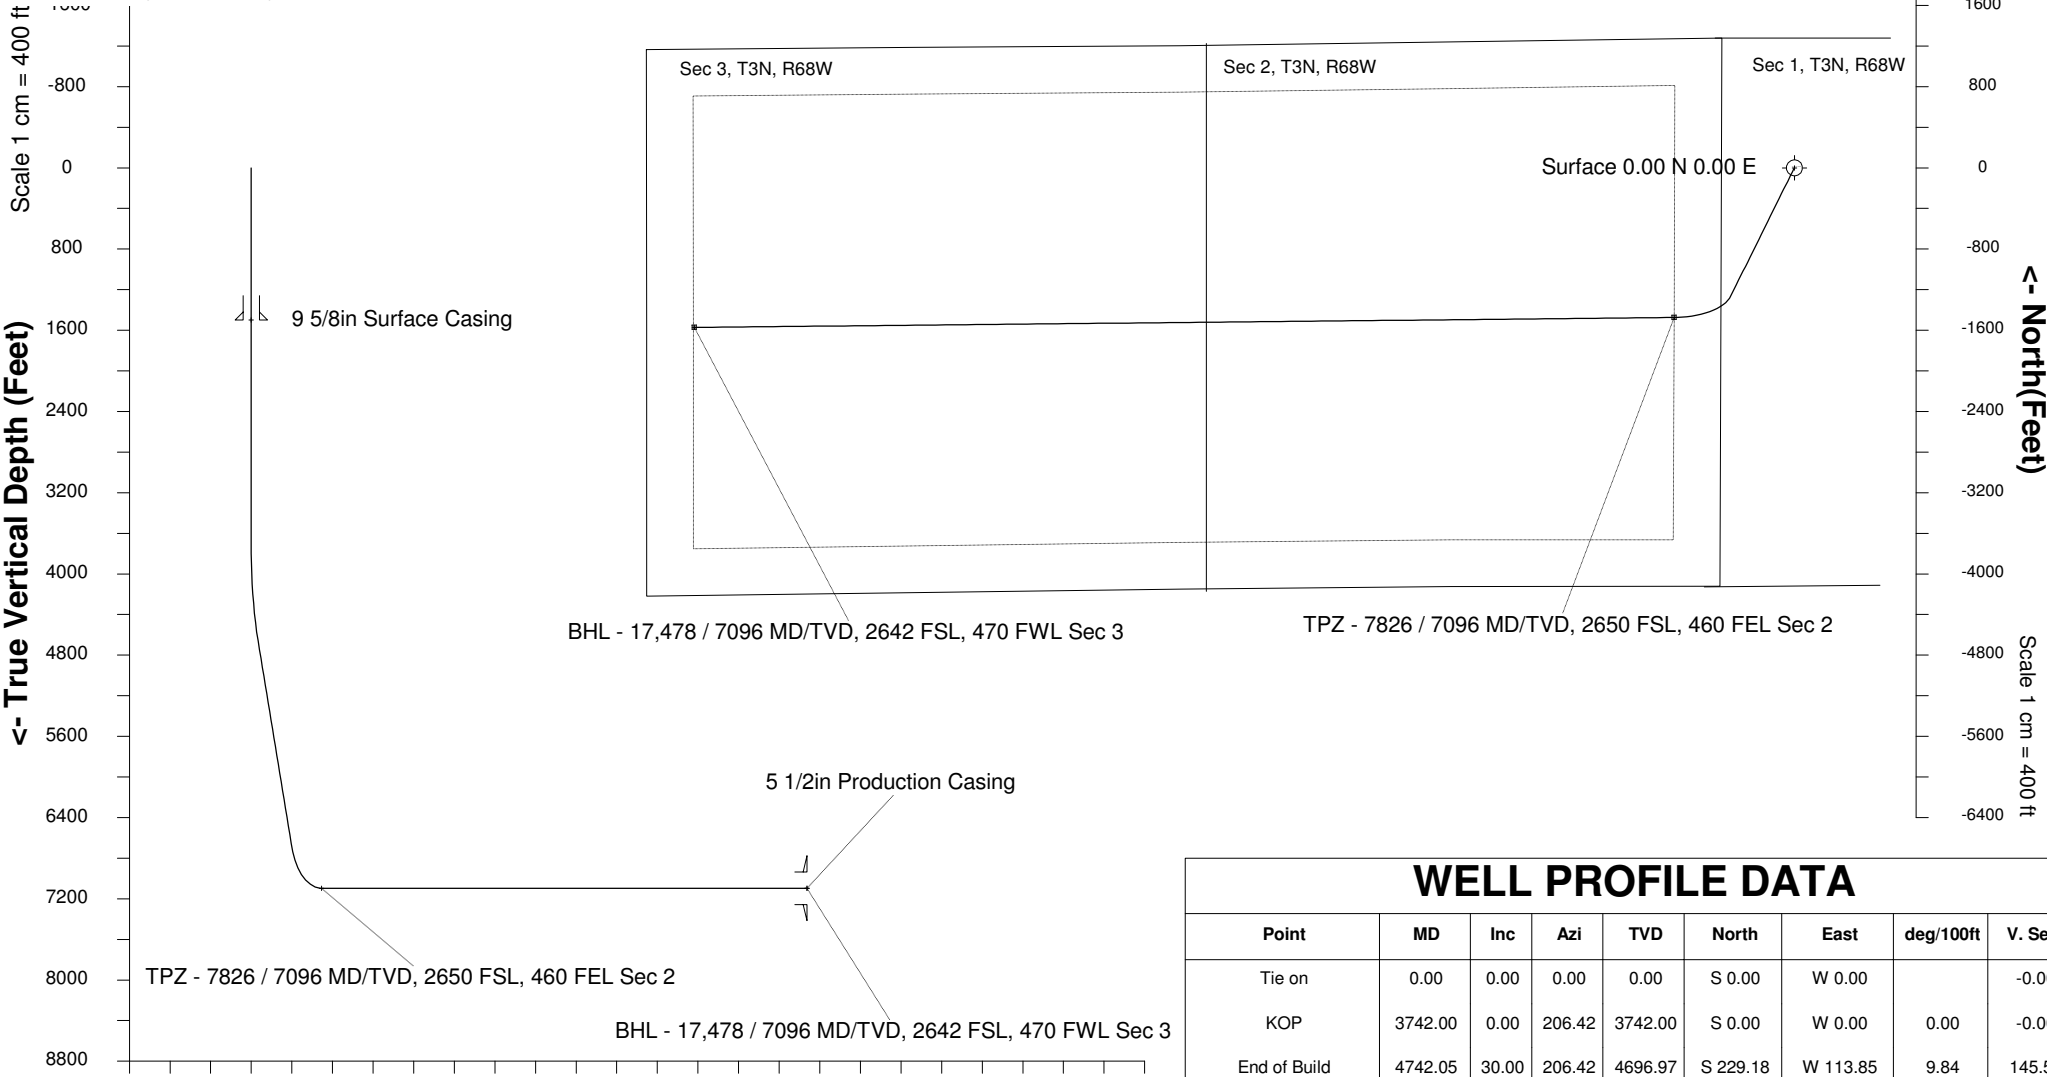 Scale 1 cm = 400 ft
<- True Vertical Depth (Feet)
-800
0
800
1600
2400
3200
4000
4800
5600
6400
7200
8000
8800
9 5/8in Surface Casing
5 1/2in Production Casing
TPZ - 7826 / 7096 MD/TVD, 2650 FSL, 460 FEL Sec 2
BHL - 17,478 / 7096 MD/TVD, 2642 FSL, 470 FWL Sec 3
Sec 3, T3N, R68W
Sec 2, T3N, R68W
Sec 1, T3N, R68W
Surface 0.00 N 0.00 E
BHL - 17,478 / 7096 MD/TVD, 2642 FSL, 470 FWL Sec 3
TPZ - 7826 / 7096 MD/TVD, 2650 FSL, 460 FEL Sec 2
1600
800
0
-800
-1600
-2400
-3200
-4000
-4800
-5600
-6400
<- North(Feet)
Scale 1 cm = 400 ft
WELL PROFILE DATA
Point MD Inc Azi TVD North East deg/100ft V. Se
Tie on 0.00 0.00 0.00 0.00 S 0.00 W 0.00 -0.0
KOP 3742.00 0.00 206.42 3742.00 S 0.00 W 0.00 0.00 -0.0
End of Build 4742.05 30.00 206.42 4696.97 S 229.18 W 113.85 9.84 145.5